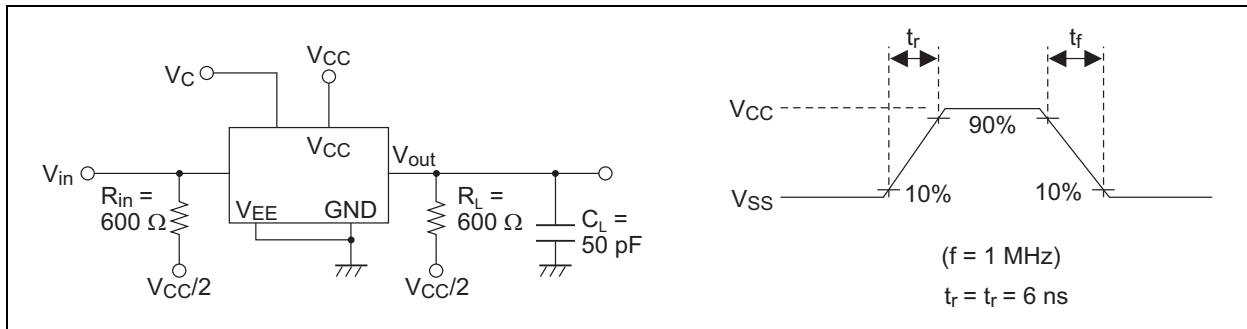 VC
VCC
VCC
Vin
Vout
Rin =
600 Ω
VEE
GND
RL =
600 Ω
CL =
50 pF
VCC/2
VCC/2
tr
tf
VCC
90%
VSS
10%
10%
(f = 1 MHz)
tr = tr = 6 ns